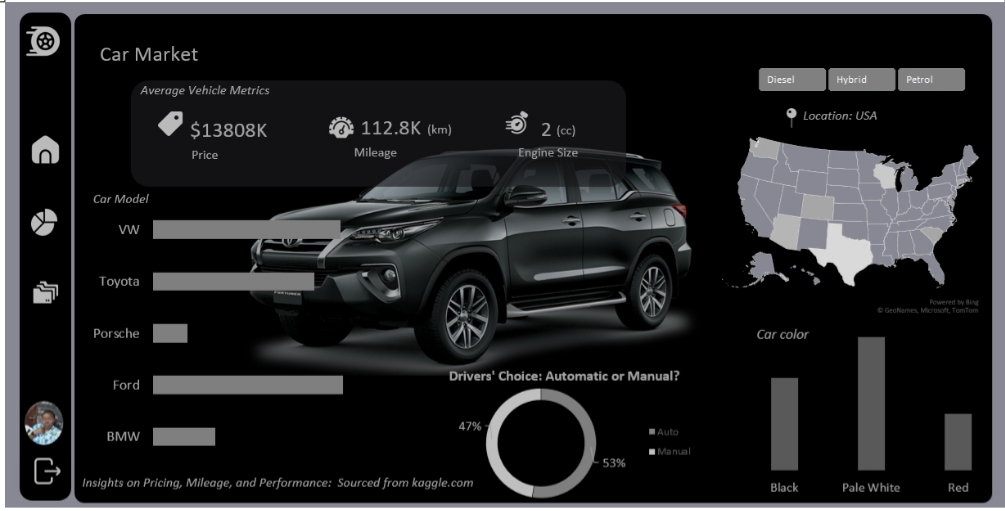 Car Market
Average Vehicle Metrics
$13808K
Price
112.8K (km)
Mileage
2 (cc)
Engine Size
Diesel
Hybrid
Petrol
Location: USA
Powered by Bing
© GeoNames, Microsoft, TomTom
Car Model
VW
Toyota
Porsche
Ford
BMW
Drivers' Choice: Automatic or Manual?
47%
53%
Auto
Manual
Car color
Black
Pale White
Red
Insights on Pricing, Mileage, and Performance: Sourced from kaggle.com